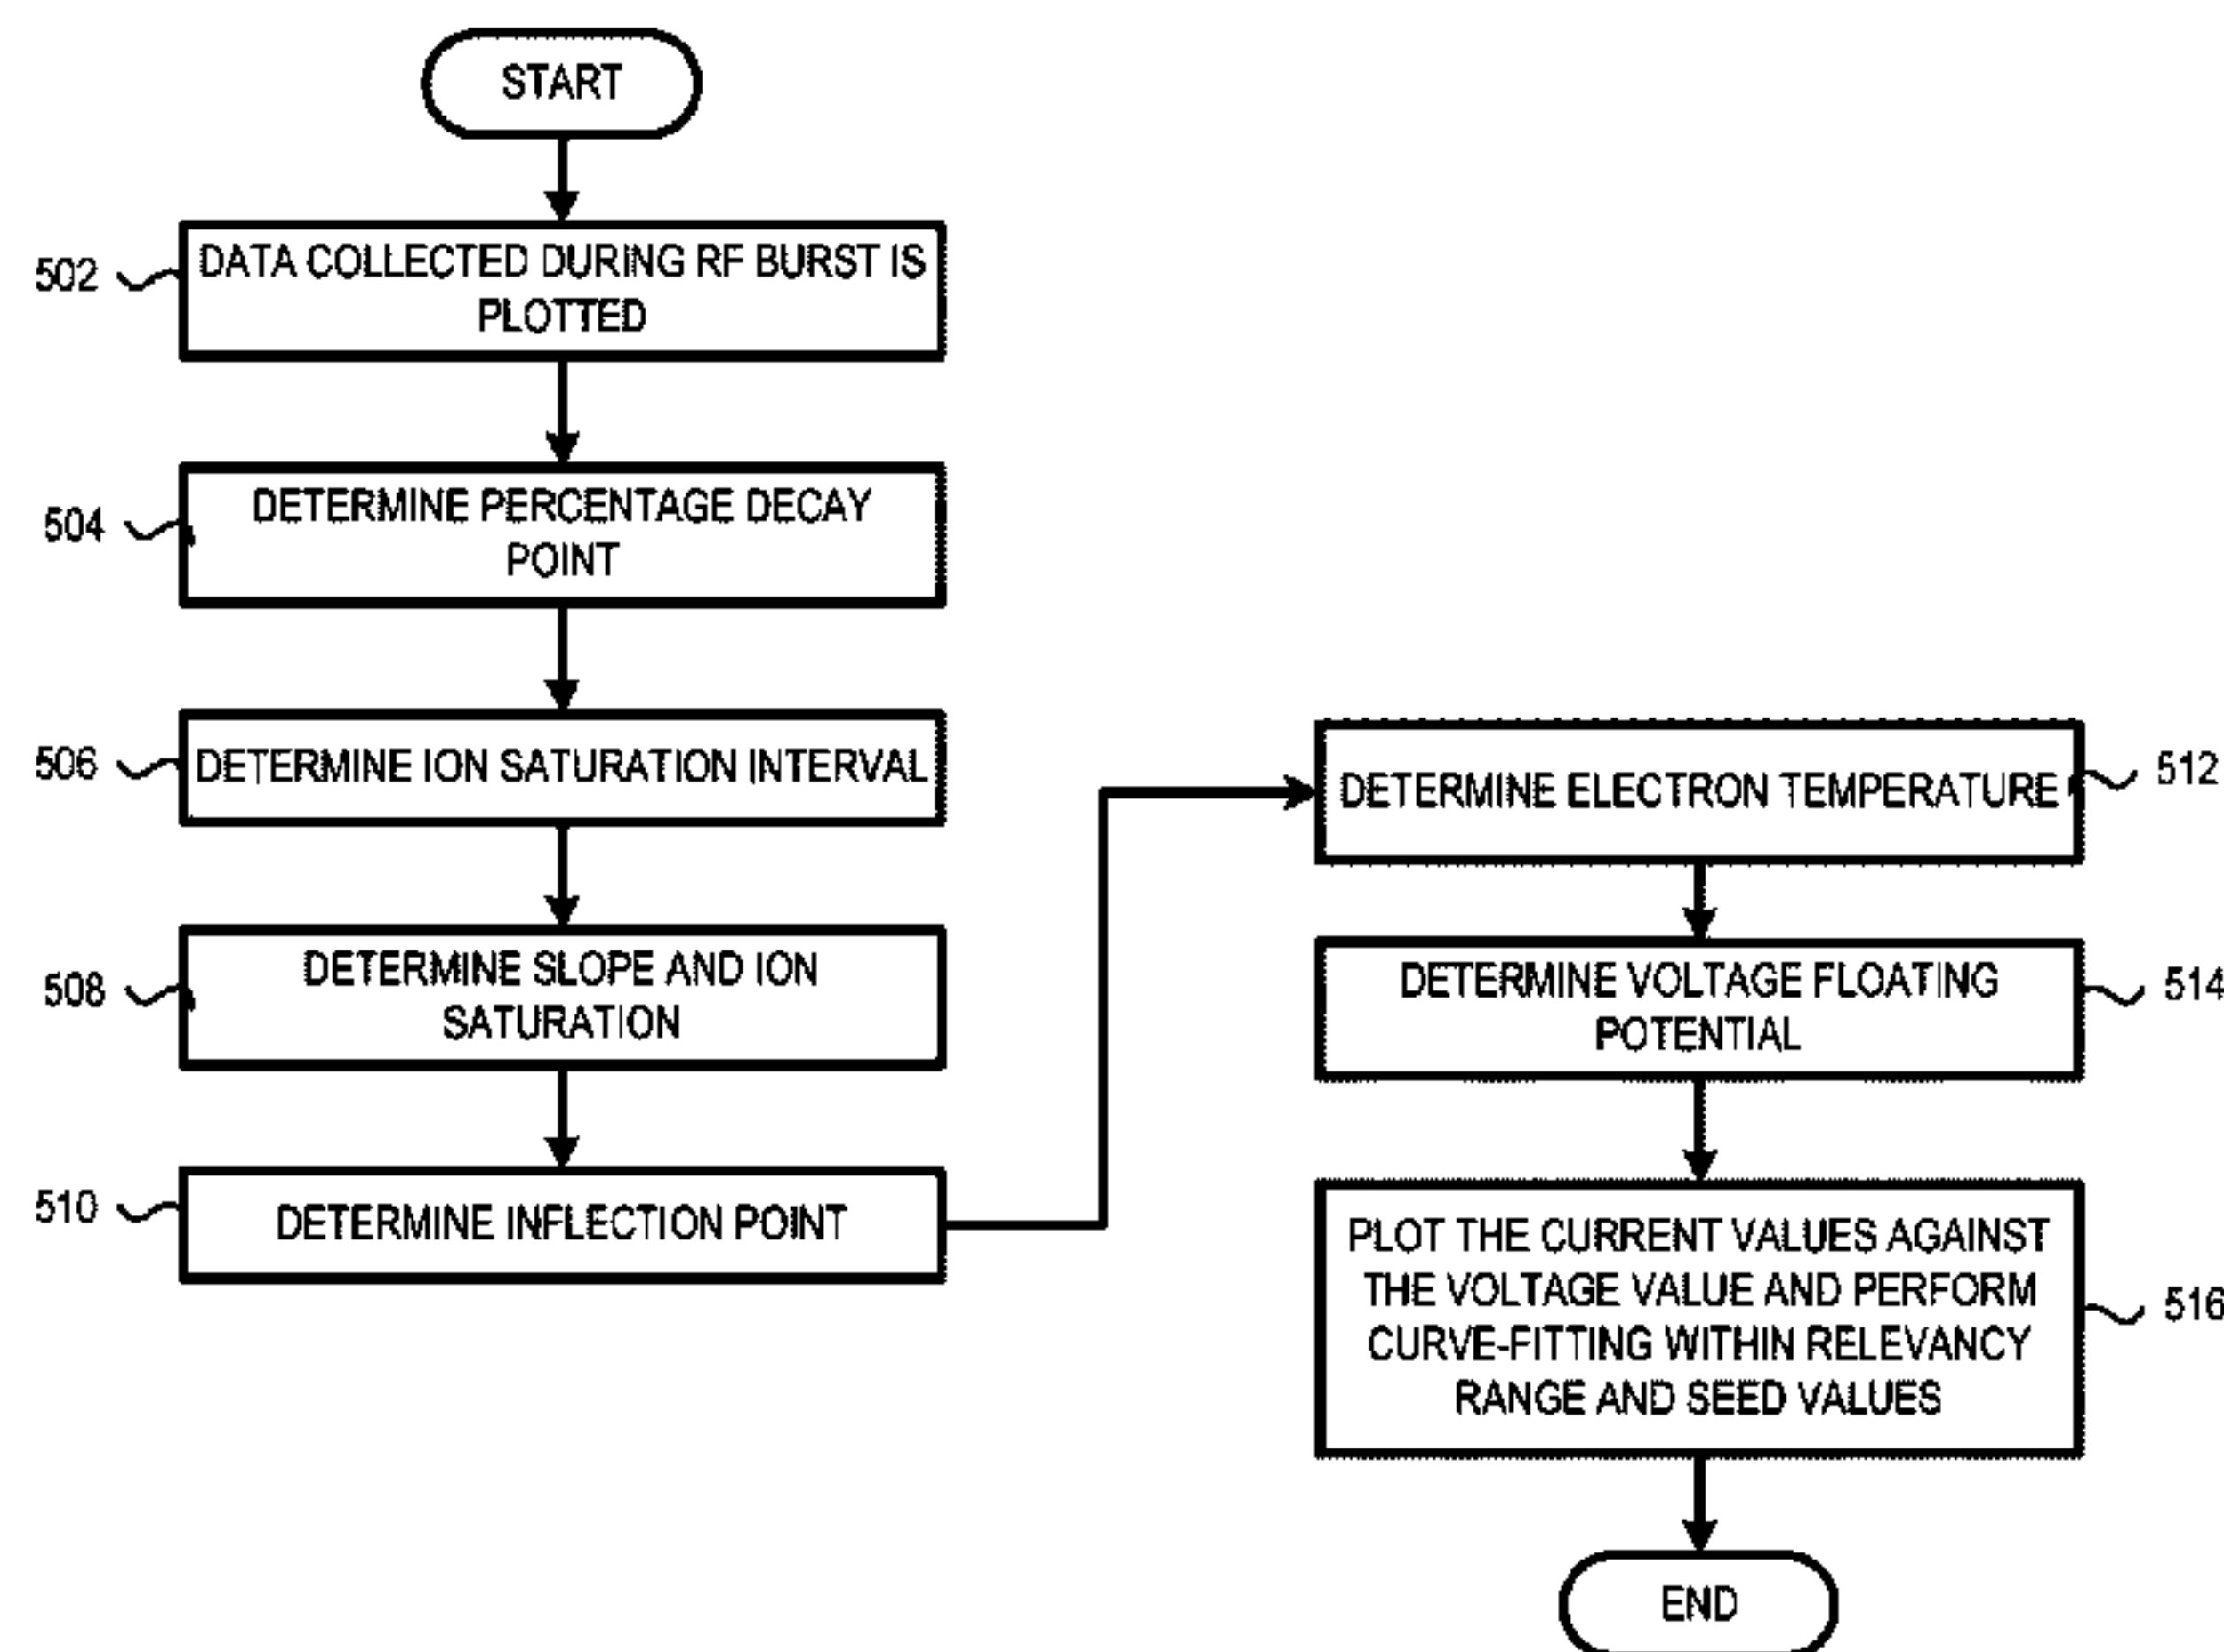 START
502
DATA COLLECTED DURING RF BURST IS
PLOTTED
504
DETERMINE PERCENTAGE DECAY
POINT
506
DETERMINE ION SATURATION INTERVAL
508
DETERMINE SLOPE AND ION
SATURATION
510
DETERMINE INFLECTION POINT
DETERMINE ELECTRON TEMPERATURE
512
DETERMINE VOLTAGE FLOATING
POTENTIAL
514
PLOT THE CURRENT VALUES AGAINST
THE VOLTAGE VALUE AND PERFORM
CURVE-FITTING WITHIN RELEVANCY
RANGE AND SEED VALUES
516
END